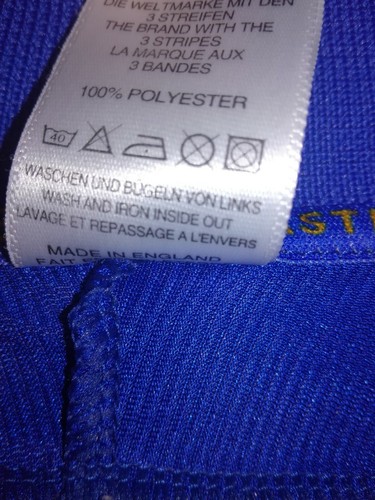 DIE WELTMARKE MIT DEN
3 STREIFEN
THE BRAND WITH THE
3 STRIPES
LA MARQUE AUX
3 BANDES
100% POLYESTER
40
WASCHEN UND BÜGELN VON LINKS
WASH AND IRON INSIDE OUT
LAVAGE ET REPASSAGE A L'ENVERS
MADE IN ENGLAND
FAIT